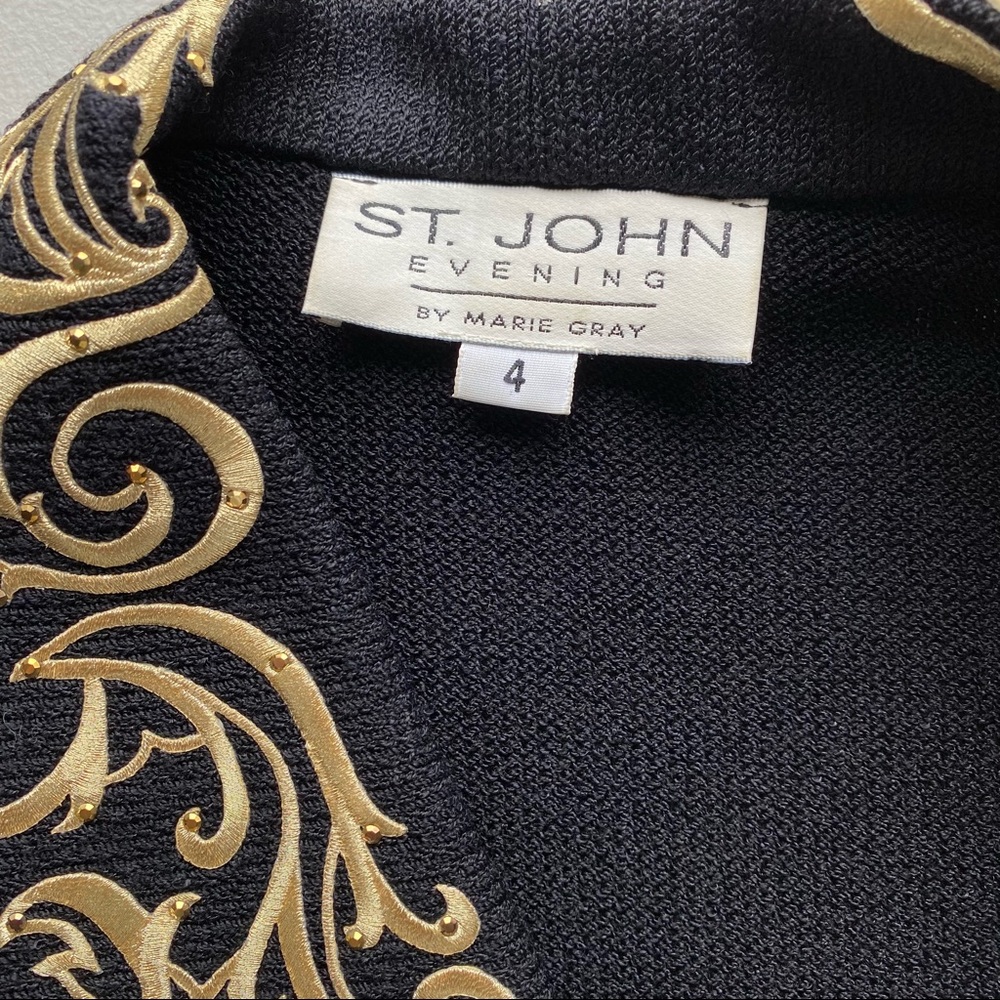 ST. JOHN
EVENING
BY MARIE GRAY
4